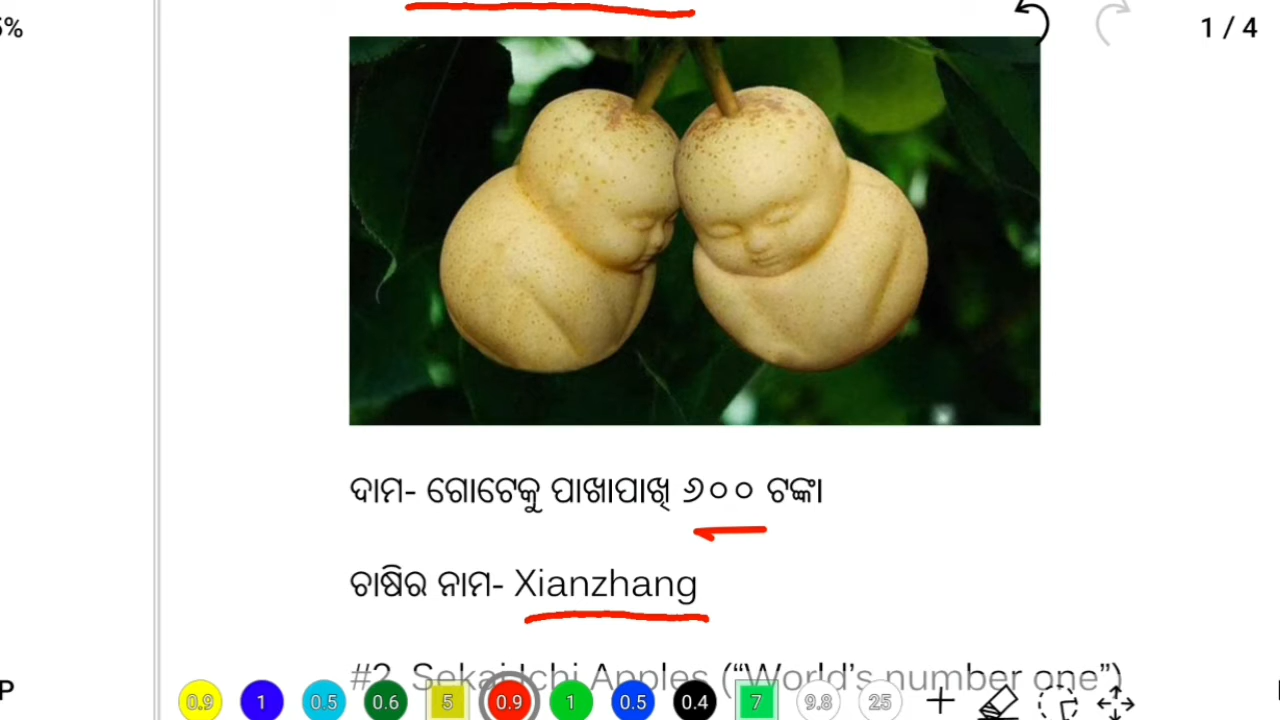 %
1 / 4
ଦାମ- ଗୋଟେକୁ ପାଖାପାଖି ୬୦୦ ଟଙ୍କା
ଚାଷିର ନାମ- Xianzhang
#2. Sekai Ichi Apples (“World’s number one”)
P
0.9 1 0.5 0.6 5 0.9 1 0.5 0.4 7 9.8 25